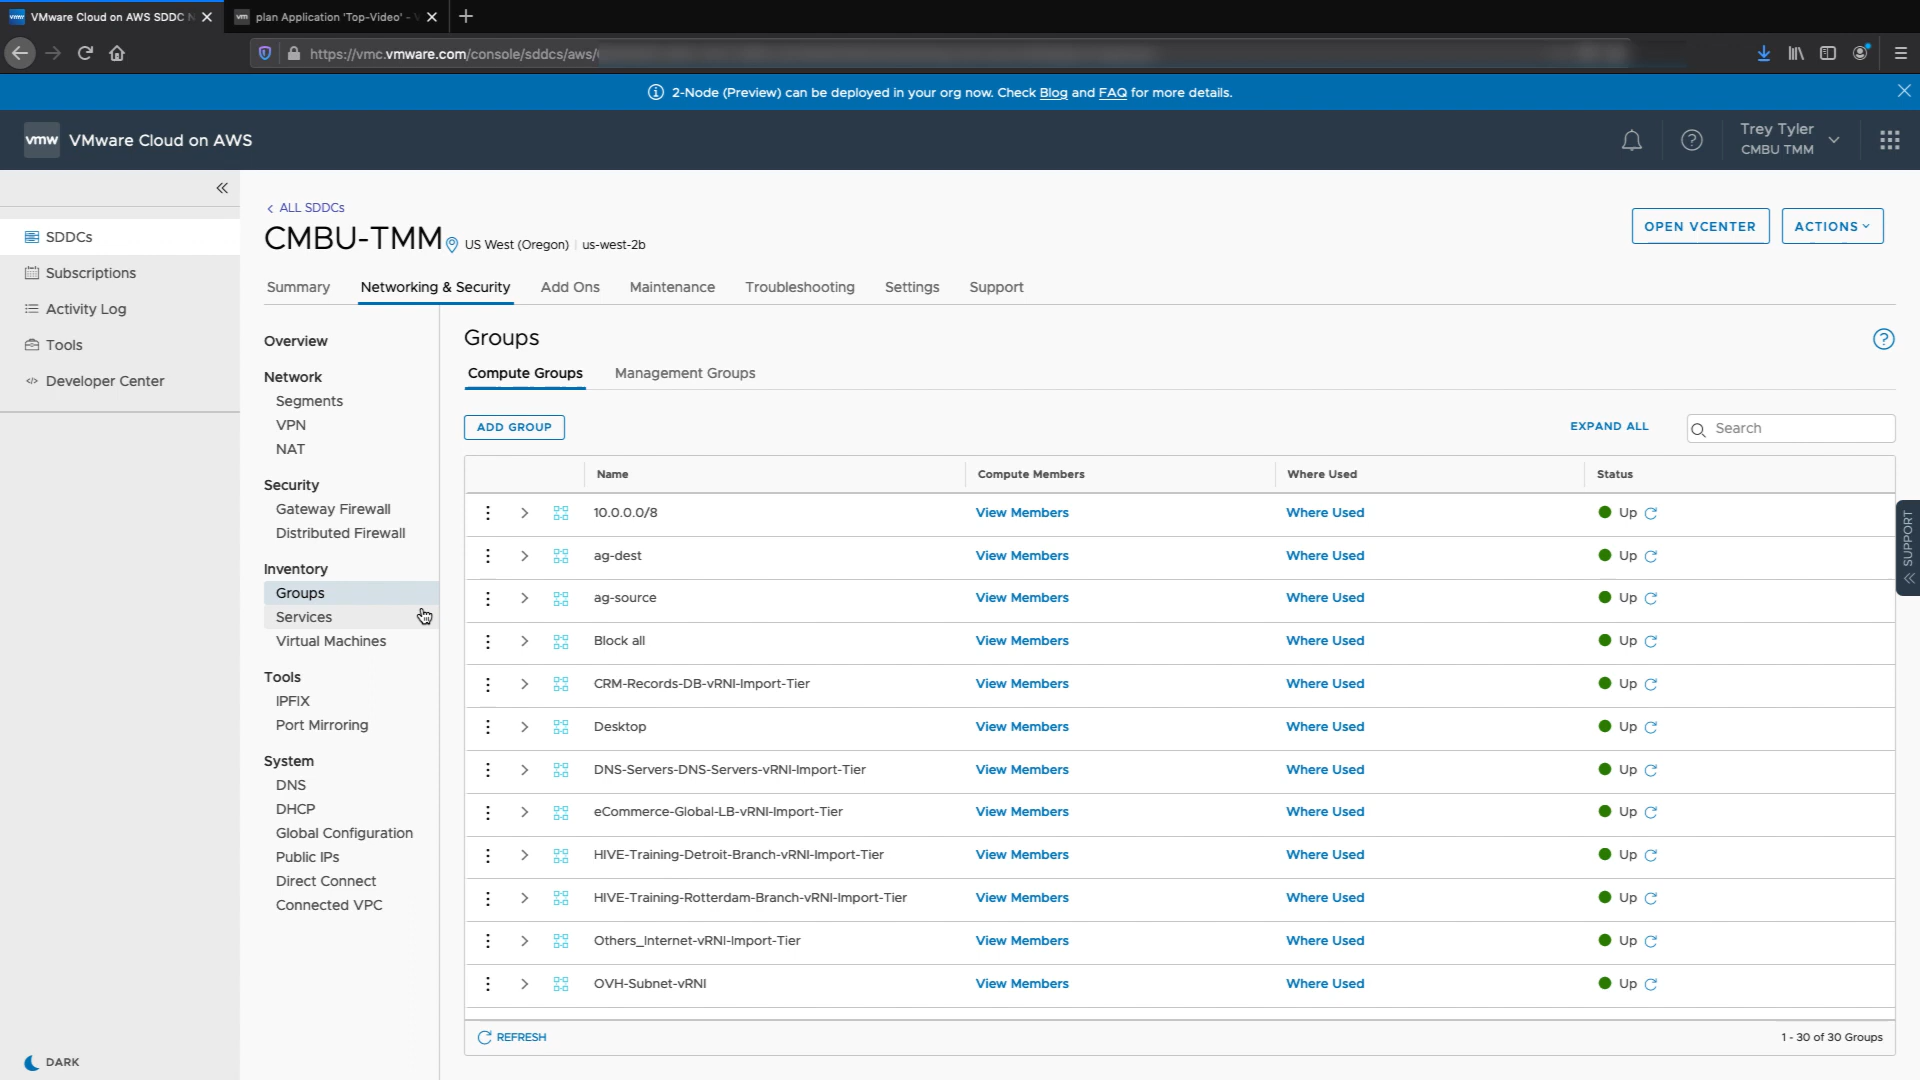 vmw VMware Cloud on AWS SDDC
vm plan Application 'Top-Video' -
https://vmc.vmware.com/console/sddcs/aws/
2-Node (Preview) can be deployed in your org now. Check Blog and FAQ for more details.
vmw VMware Cloud on AWS
Trey Tyler
CMBU TMM
SDDCs
Subscriptions
Activity Log
Tools
Developer Center
DARK
ALL SDDCs
CMBU-TMM US West (Oregon) | us-west-2b
OPEN VCENTER
ACTIONS
Summary Networking & Security Add Ons Maintenance Troubleshooting Settings Support
Overview
Network
Segments
VPN
NAT
Security
Gateway Firewall
Distributed Firewall
Inventory
Groups
Services
Virtual Machines
Tools
IPFIX
Port Mirroring
System
DNS
DHCP
Global Configuration
Public IPs
Direct Connect
Connected VPC
Groups
Compute Groups Management Groups
ADD GROUP EXPAND ALL Search
Name Compute Members Where Used Status
10.0.0.0/8 View Members Where Used Up
ag-dest View Members Where Used Up
ag-source View Members Where Used Up
Block all View Members Where Used Up
CRM-Records-DB-vRNI-Import-Tier View Members Where Used Up
Desktop View Members Where Used Up
DNS-Servers-DNS-Servers-vRNI-Import-Tier View Members Where Used Up
eCommerce-Global-LB-vRNI-Import-Tier View Members Where Used Up
HIVE-Training-Detroit-Branch-vRNI-Import-Tier View Members Where Used Up
HIVE-Training-Rotterdam-Branch-vRNI-Import-Tier View Members Where Used Up
Others_Internet-vRNI-Import-Tier View Members Where Used Up
OVH-Subnet-vRNI View Members Where Used Up
REFRESH 1 - 30 of 30 Groups
SUPPORT